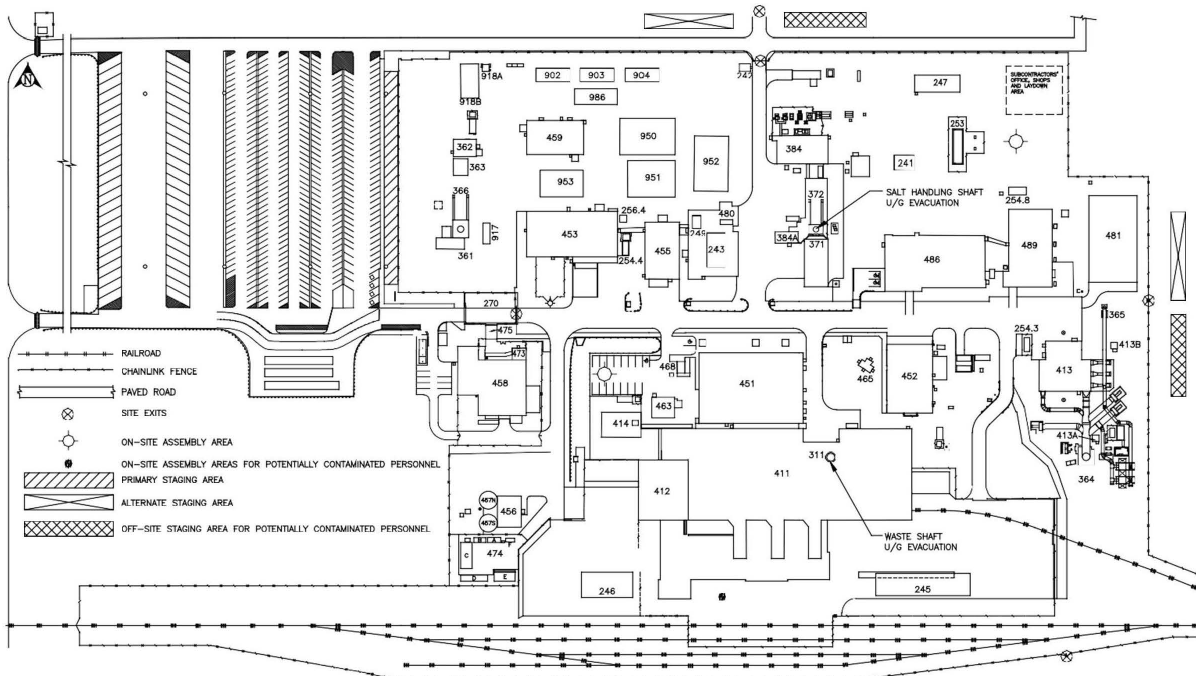 918A
902
903
904
242
247
SUBCONTRACTORS'
OFFICE, SHOPS
AND LAYDOWN
AREA
N
918B
986
459
950
253
362
384
363
952
241
953
951
366
372
SALT HANDLING SHAFT
U/G EVACUATION
254.8
256.4
480
917
453
249
384A
481
361
254.4
455
243
371
486
489
270
475
365
RAILROAD
473
254.3
413B
CHAINLINK FENCE
458
468
451
465
452
413
PAVED ROAD
463
SITE EXITS
414
ON-SITE ASSEMBLY AREA
413A
ON-SITE ASSEMBLY AREAS FOR POTENTIALLY CONTAMINATED PERSONNEL
311
411
412
364
PRIMARY STAGING AREA
ALTERNATE STAGING AREA
457N
456
457S
OFF-SITE STAGING AREA FOR POTENTIALLY CONTAMINATED PERSONNEL
WASTE SHAFT
U/G EVACUATION
B
A
F
C
474
D
E
246
245